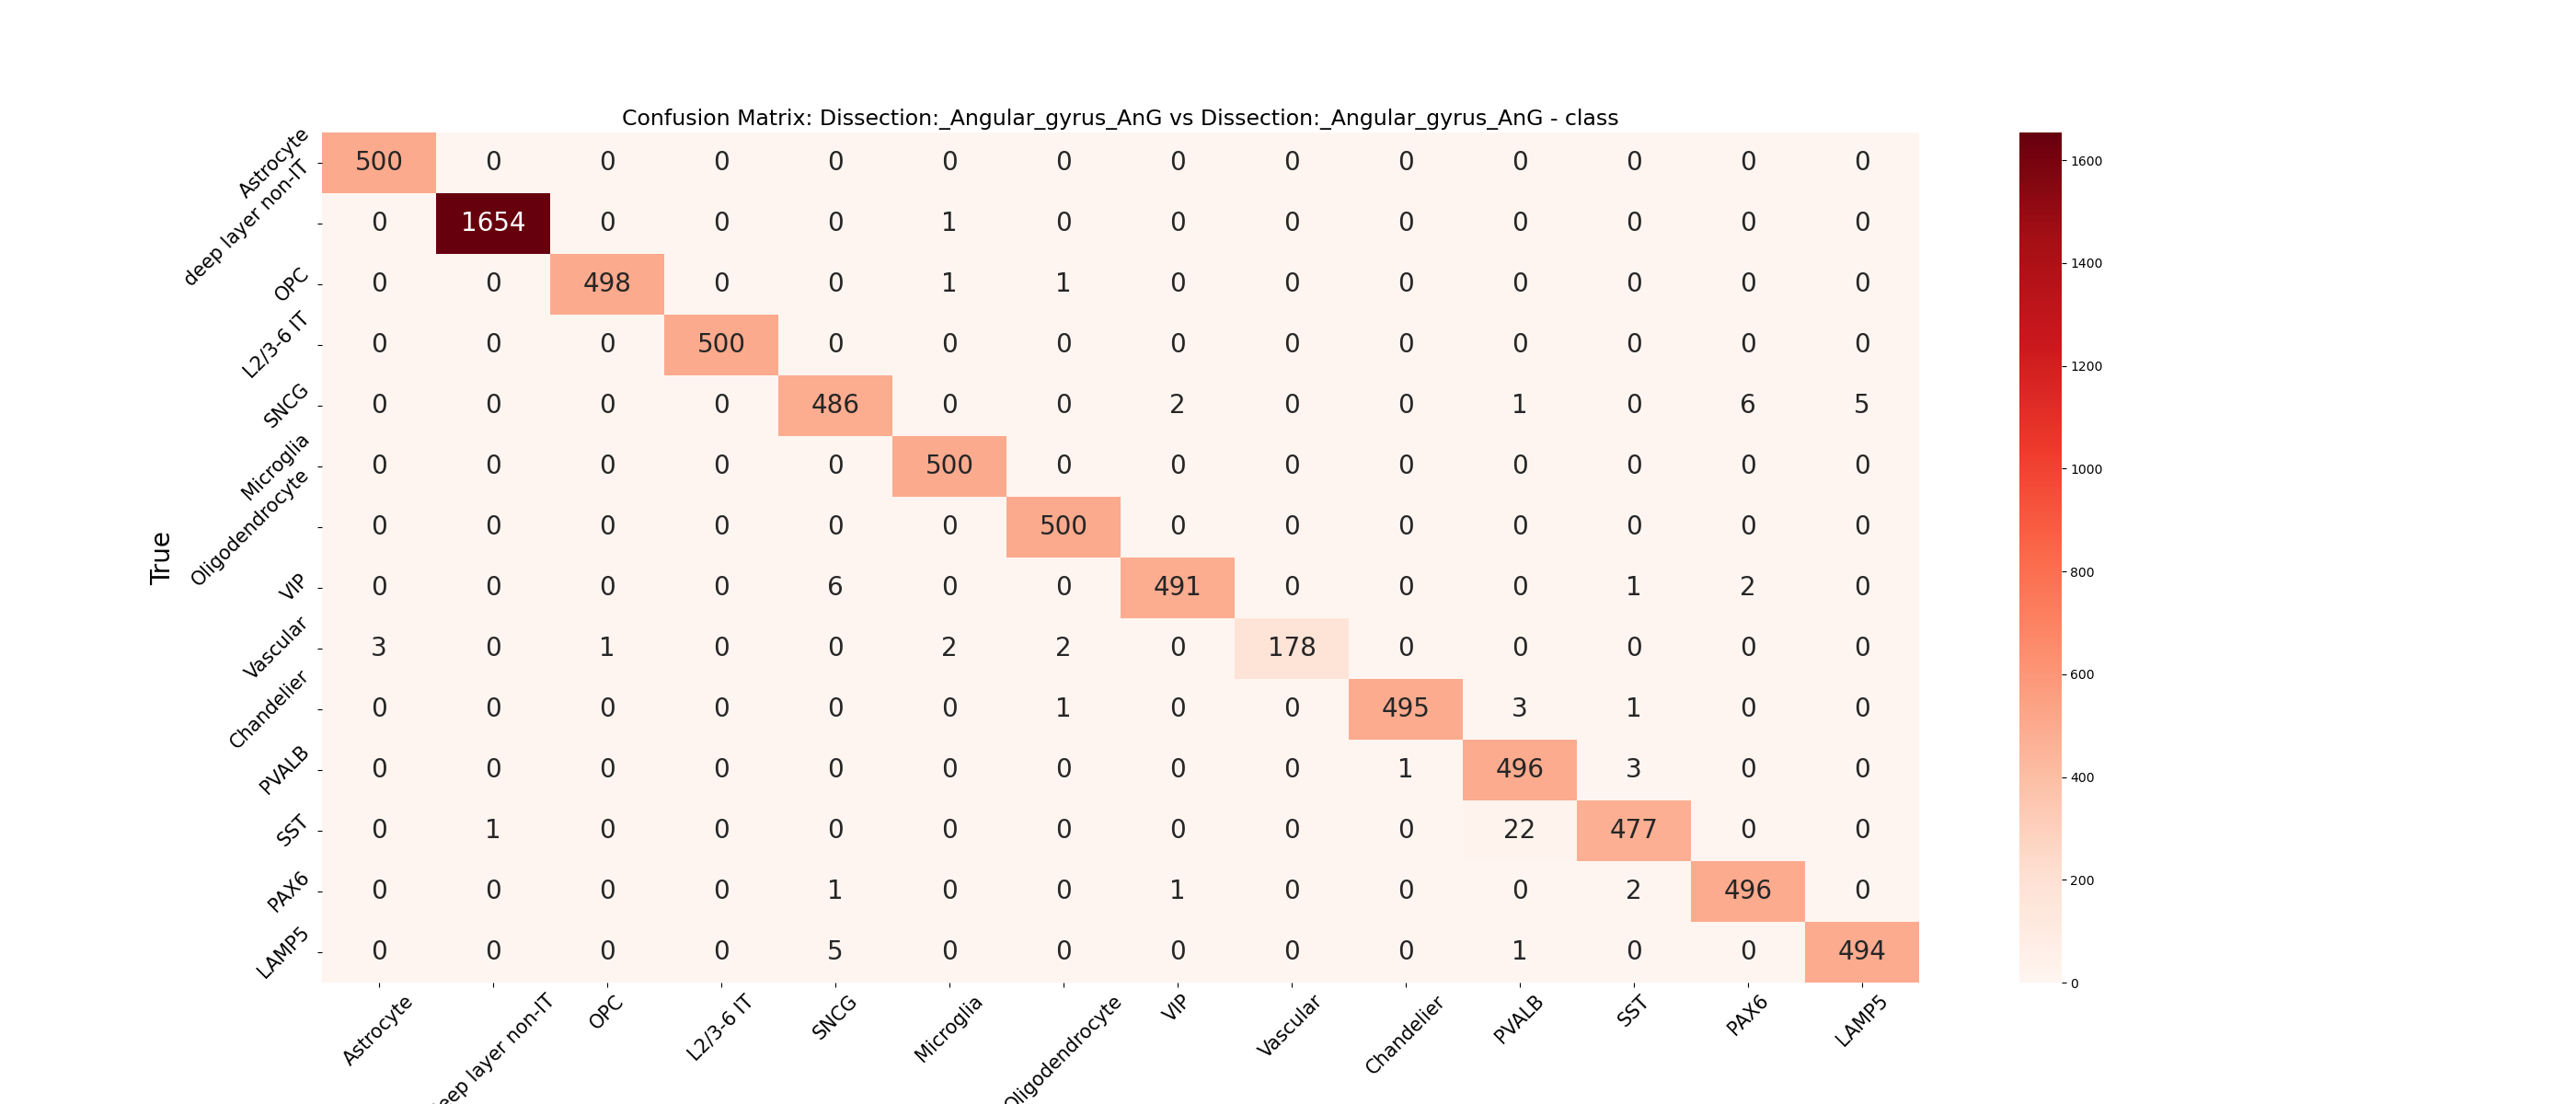 Confusion Matrix: Dissection:_Angular_gyrus_AnG vs Dissection:_Angular_gyrus_AnG - class
Astrocyte 500 0 0 0 0 0 0 0 0 0 0 0 0 0
deep layer non-IT 0 1654 0 0 0 1 0 0 0 0 0 0 0 0
OPC 0 0 498 0 0 1 1 0 0 0 0 0 0 0
L2/3-6 IT 0 0 0 500 0 0 0 0 0 0 0 0 0 0
SNCG 0 0 0 0 486 0 0 2 0 0 1 0 6 5
Microglia 0 0 0 0 0 500 0 0 0 0 0 0 0 0
Oligodendrocyte 0 0 0 0 0 0 500 0 0 0 0 0 0 0
VIP 0 0 0 0 6 0 0 491 0 0 0 1 2 0
Vascular 3 0 1 0 0 2 2 0 178 0 0 0 0 0
Chandelier 0 0 0 0 0 0 1 0 0 495 3 1 0 0
PVALB 0 0 0 0 0 0 0 0 0 1 496 3 0 0
SST 0 1 0 0 0 0 0 0 0 0 22 477 0 0
PAX6 0 0 0 0 1 0 0 1 0 0 0 2 496 0
LAMP5 0 0 0 0 5 0 0 0 0 0 1 0 0 494
True
Astrocyte layer non-IT OPC L2/3-6 IT SNCG Microglia Oligodendrocyte VIP Vascular Chandelier PVALB SST PAX6 LAMP5
1600
1400
1200
1000
800
600
400
200
0